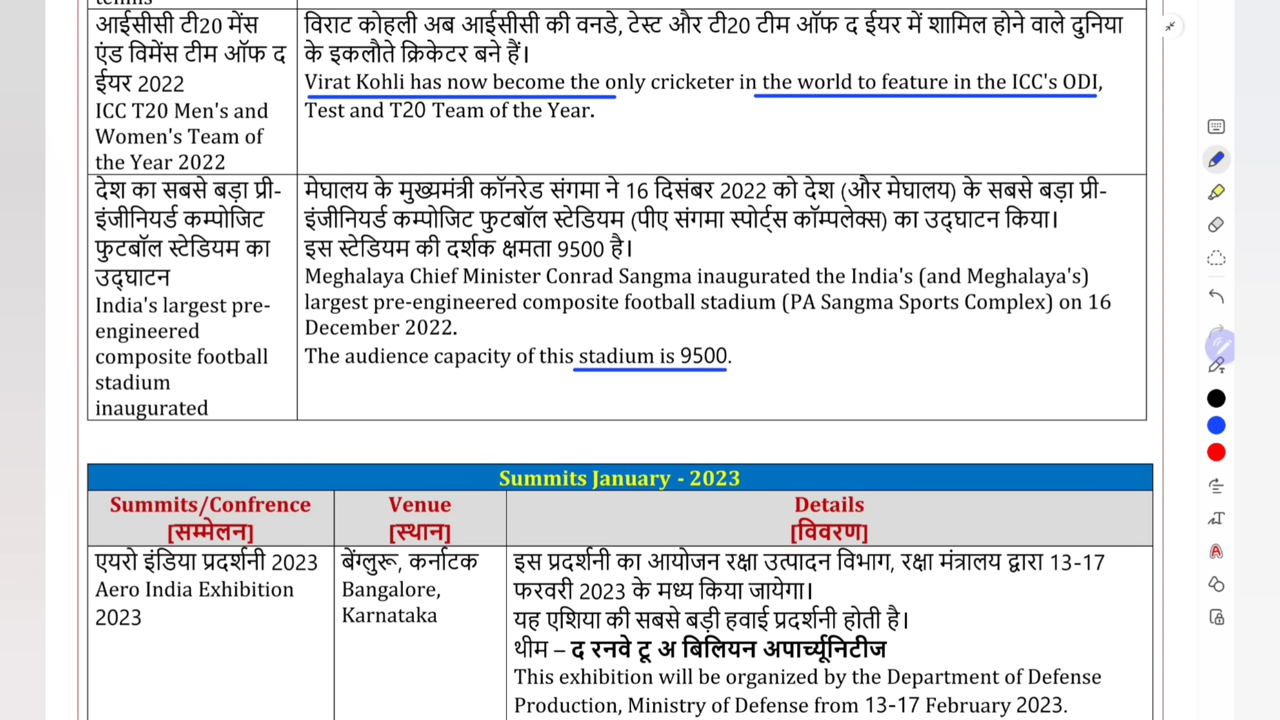 आईसीसी टी20 मेंस
एंड विमेंस टीम ऑफ द
ईयर 2022
ICC T20 Men's and
Women's Team of
the Year 2022
विराट कोहली अब आईसीसी की वनडे, टेस्ट और टी20 टीम ऑफ द ईयर में शामिल होने वाले दुनिया
के इकलौते क्रिकेटर बने हैं।
Virat Kohli has now become the only cricketer in the world to feature in the ICC's ODI,
Test and T20 Team of the Year.
देश का सबसे बड़ा प्री-
इंजीनियर्ड कम्पोजिट
फुटबॉल स्टेडियम का
उद्घाटन
India's largest pre-
engineered
composite football
stadium
inaugurated
मेघालय के मुख्यमंत्री कॉनरेड संगमा ने 16 दिसंबर 2022 को देश (और मेघालय) के सबसे बड़ा प्री-
इंजीनियर्ड कम्पोजिट फुटबॉल स्टेडियम (पीए संगमा स्पोर्ट्स कॉम्पलेक्स) का उद्घाटन किया।
इस स्टेडियम की दर्शक क्षमता 9500 है।
Meghalaya Chief Minister Conrad Sangma inaugurated the India's (and Meghalaya's)
largest pre-engineered composite football stadium (PA Sangma Sports Complex) on 16
December 2022.
The audience capacity of this stadium is 9500.
Summits January - 2023
Summits/Confrence
[सम्मेलन]
Venue
[स्थान]
Details
[विवरण]
एयरो इंडिया प्रदर्शनी 2023
Aero India Exhibition
2023
बेंग्लुरू, कर्नाटक
Bangalore,
Karnataka
इस प्रदर्शनी का आयोजन रक्षा उत्पादन विभाग, रक्षा मंत्रालय द्वारा 13-17
फरवरी 2023 के मध्य किया जायेगा।
यह एशिया की सबसे बड़ी हवाई प्रदर्शनी होती है।
थीम – द रनवे टू अ बिलियन अपार्च्यूनिटीज
This exhibition will be organized by the Department of Defense
Production, Ministry of Defense from 13-17 February 2023.